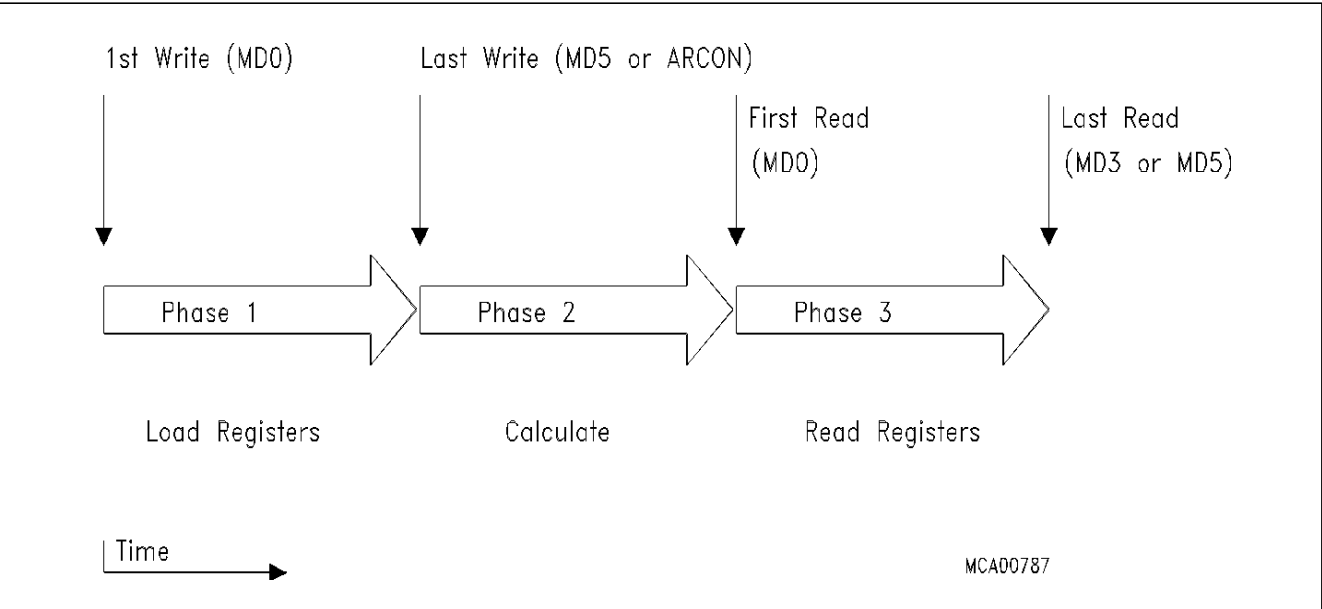 1st Write (MD0)
Last Write (MD5 or ARCON)
First Read
(MD0)
Last Read
(MD3 or MD5)
Phase 1
Phase 2
Phase 3
Load Registers
Calculate
Read Registers
Time
MCA00787